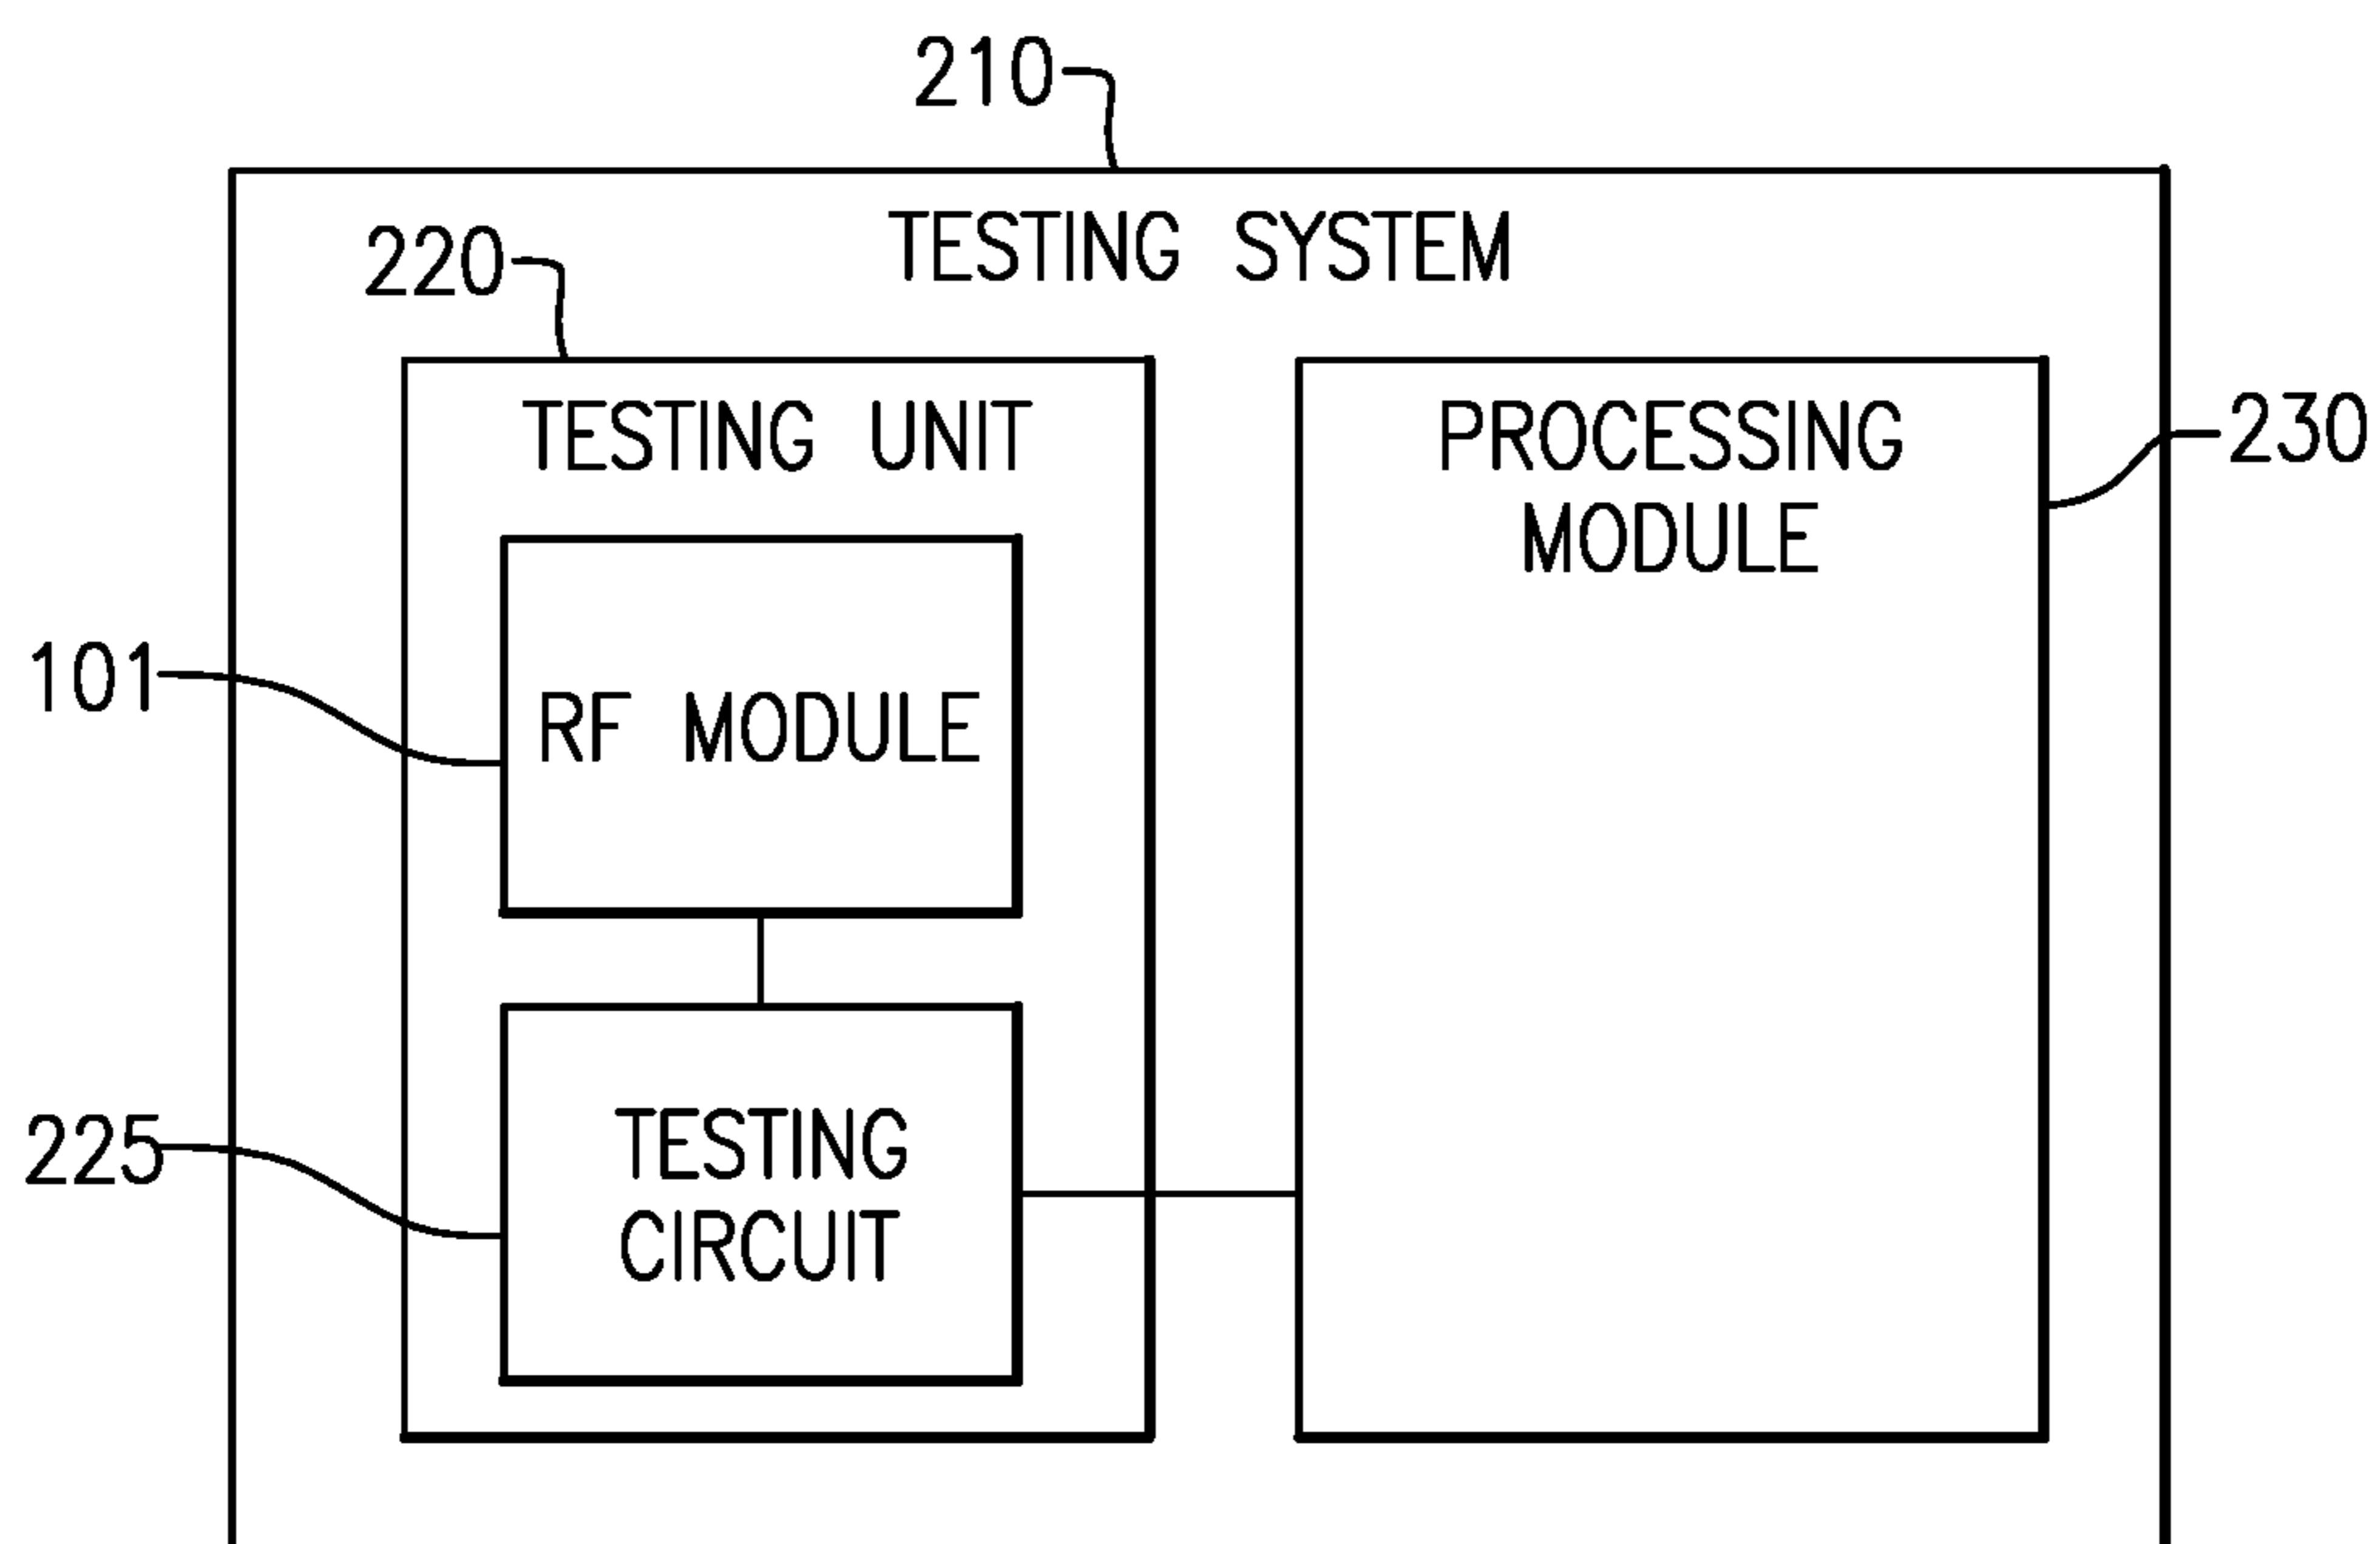 210
TESTING SYSTEM
220
TESTING UNIT
PROCESSING
MODULE
230
101
RF MODULE
225
TESTING
CIRCUIT